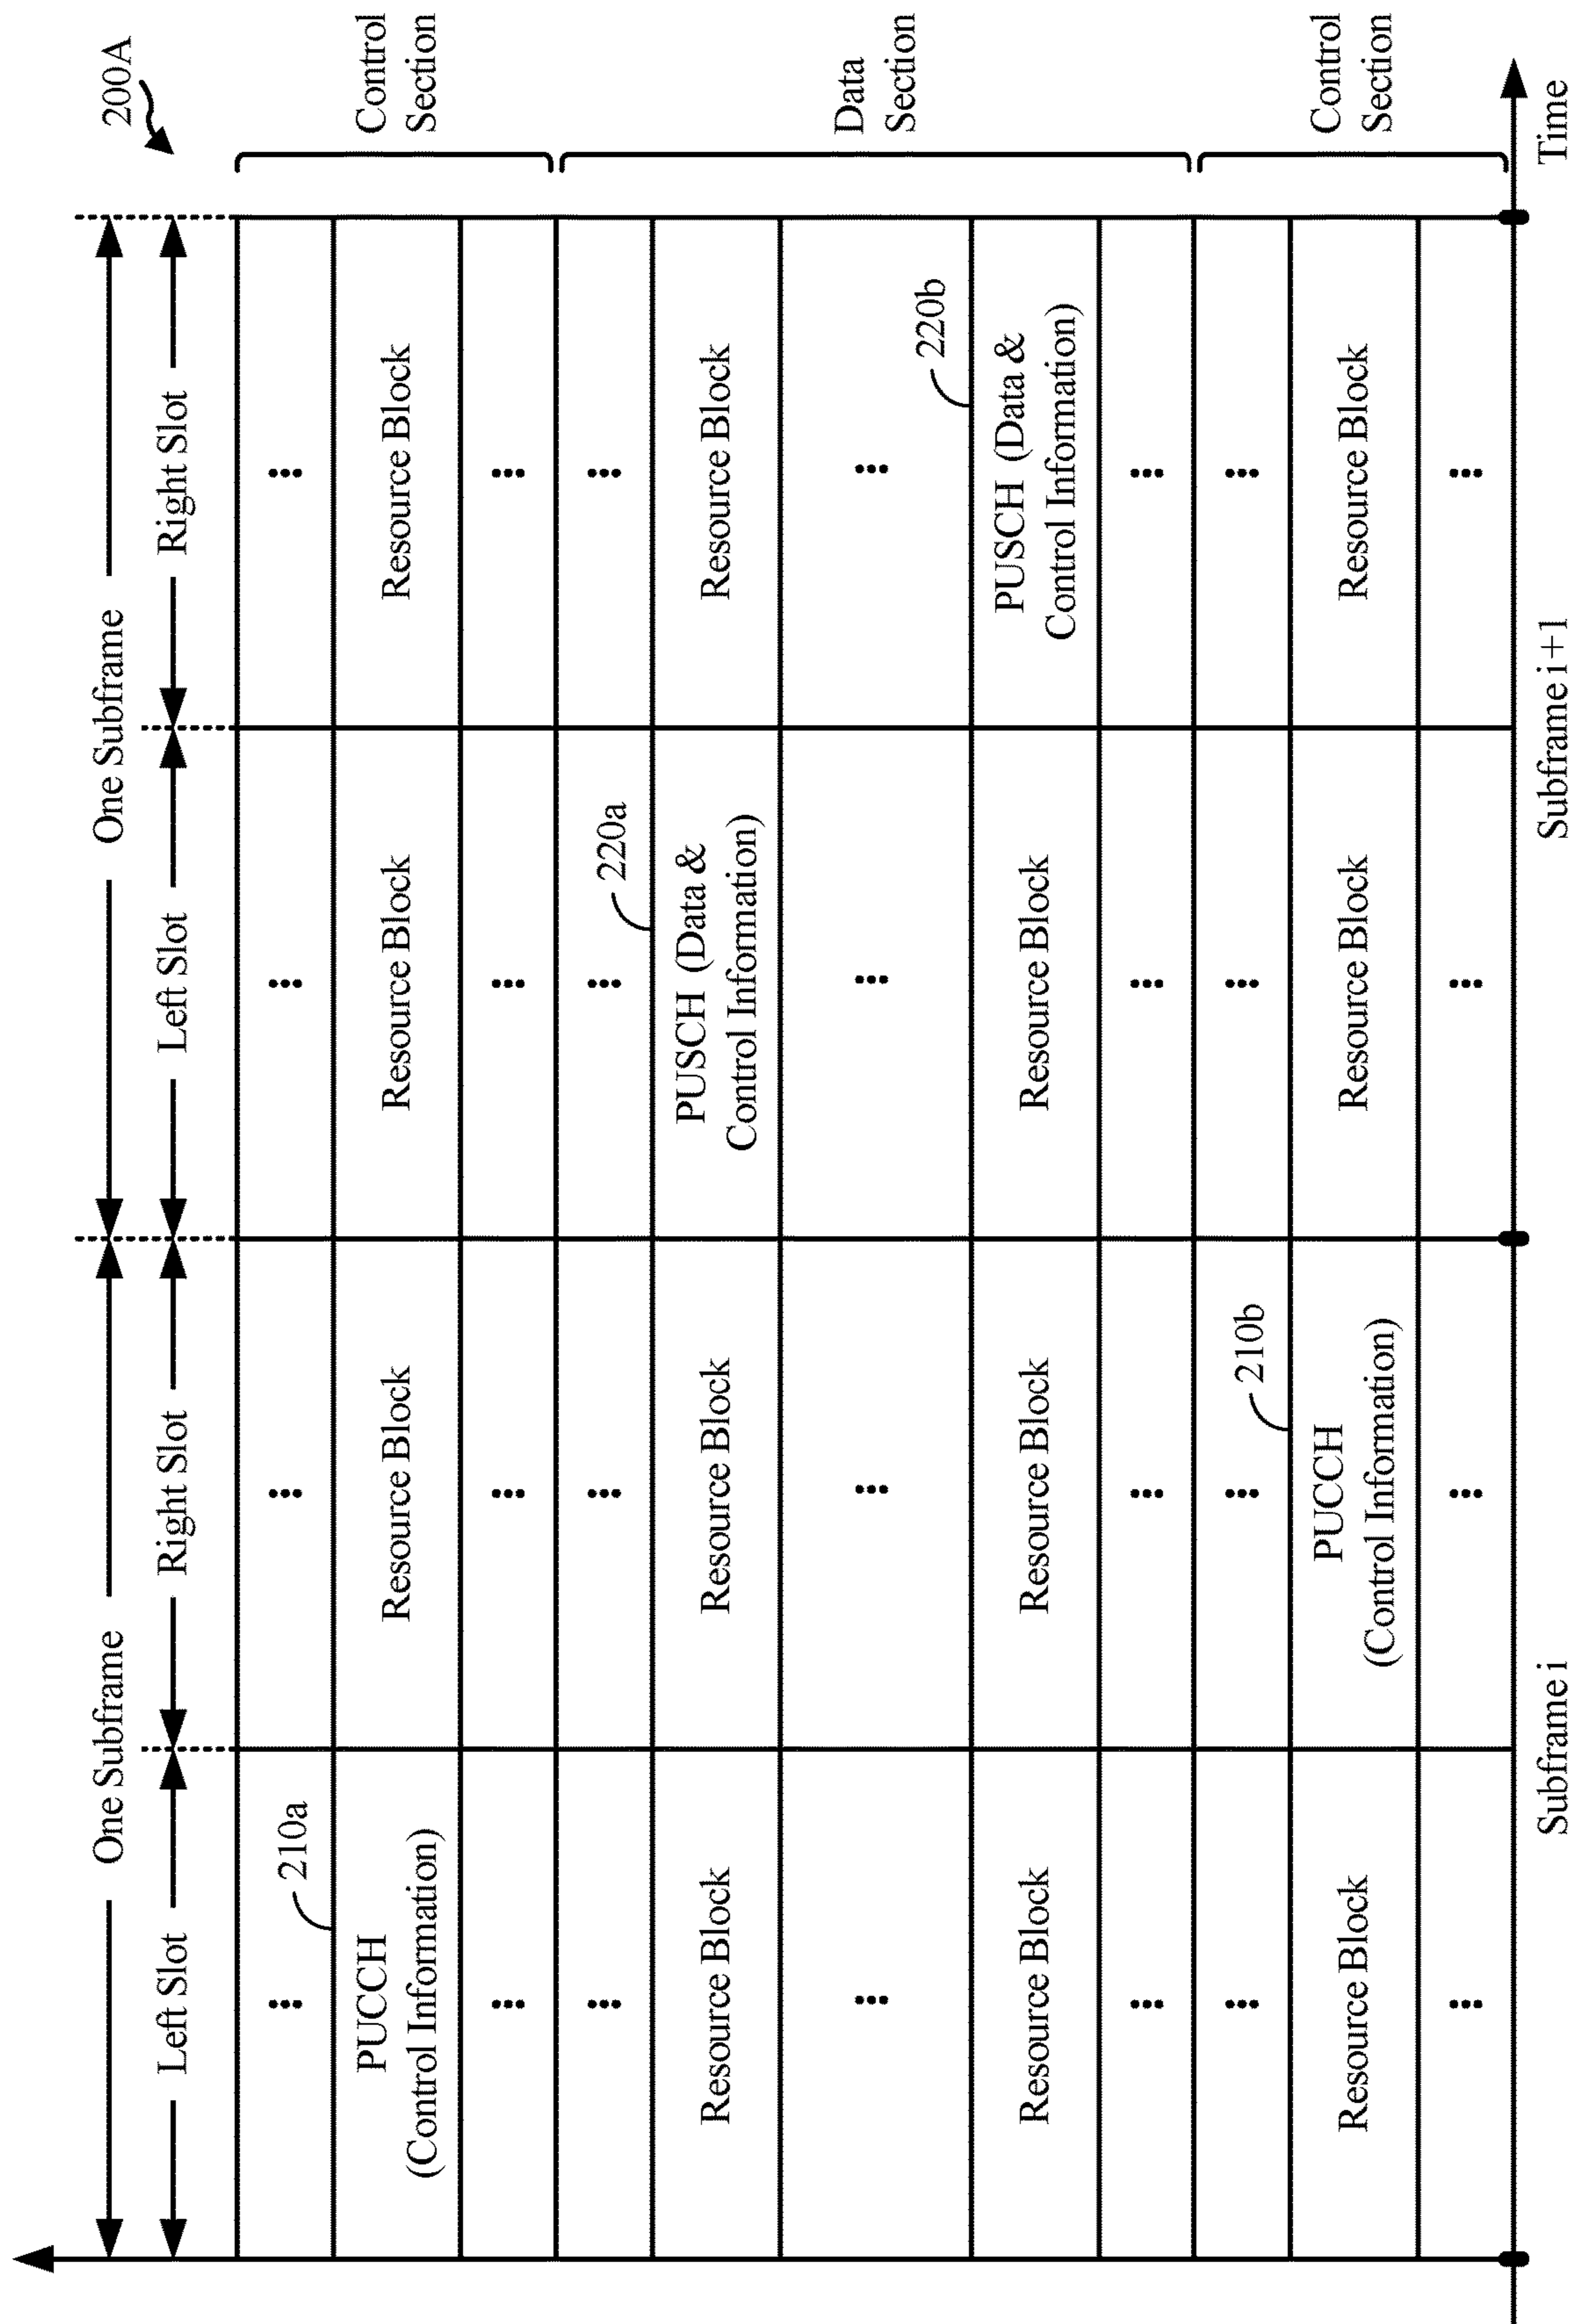 200A
One Subframe
One Subframe
Left Slot
Right Slot
Left Slot
Right Slot
⋮
⋮
⋮
⋮
210a
PUCCH
(Control Information)
Resource Block
Resource Block
Resource Block
Control
Section
⋮
⋮
⋮
⋮
⋮
⋮
⋮
⋮
220a
Resource Block
Resource Block
PUSCH (Data &
Control Information)
Resource Block
Data
Section
⋮
⋮
⋮
⋮
220b
Resource Block
Resource Block
Resource Block
PUSCH (Data &
Control Information)
⋮
⋮
⋮
⋮
⋮
⋮
⋮
⋮
210b
Resource Block
PUCCH
(Control Information)
Resource Block
Resource Block
Control
Section
⋮
⋮
⋮
⋮
Subframe i
Subframe i+1
Time